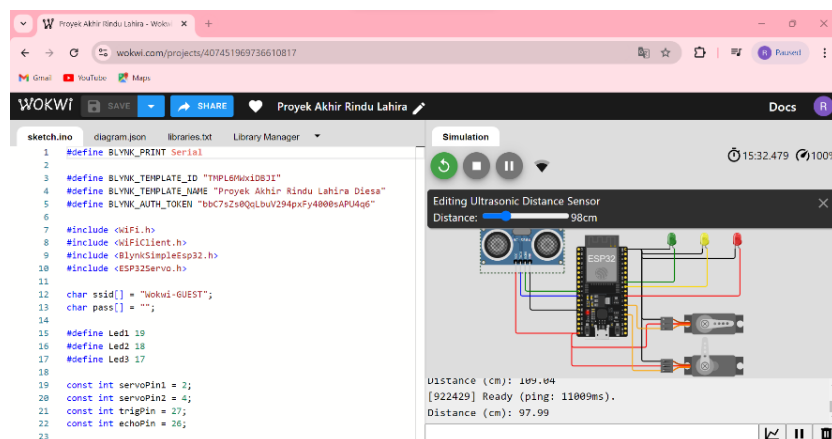 Proyek Akhir Rindu Lahira - Wokwi
wokwi.com/projects/407451969736610817
Paused
Gmail YouTube Maps
WOKWI SAVE SHARE Proyek Akhir Rindu Lahira Docs R
sketch.ino diagram.json libraries.txt Library Manager
1 #define BLYNK_PRINT Serial
2
3 #define BLYNK_TEMPLATE_ID "TMPL6MWxiDBJI"
4 #define BLYNK_TEMPLATE_NAME "Proyek Akhir Rindu Lahira Diesa"
5 #define BLYNK_AUTH_TOKEN "bbC7sZs0QqLbuV294pxFy4000sAPU4q6"
6
7 #include <WiFi.h>
8 #include <WiFiClient.h>
9 #include <BlynkSimpleEsp32.h>
10 #include <ESP32Servo.h>
11
12 char ssid[] = "Wokwi-GUEST";
13 char pass[] = "";
14
15 #define Led1 19
16 #define Led2 18
17 #define Led3 17
18
19 const int servoPin1 = 2;
20 const int servoPin2 = 4;
21 const int trigPin = 27;
22 const int echoPin = 26;
23
Simulation
15:32.479 100%
Editing Ultrasonic Distance Sensor
Distance: 98cm
ESP32
Distance (cm): 109.04
[922429] Ready (ping: 11009ms).
Distance (cm): 97.99